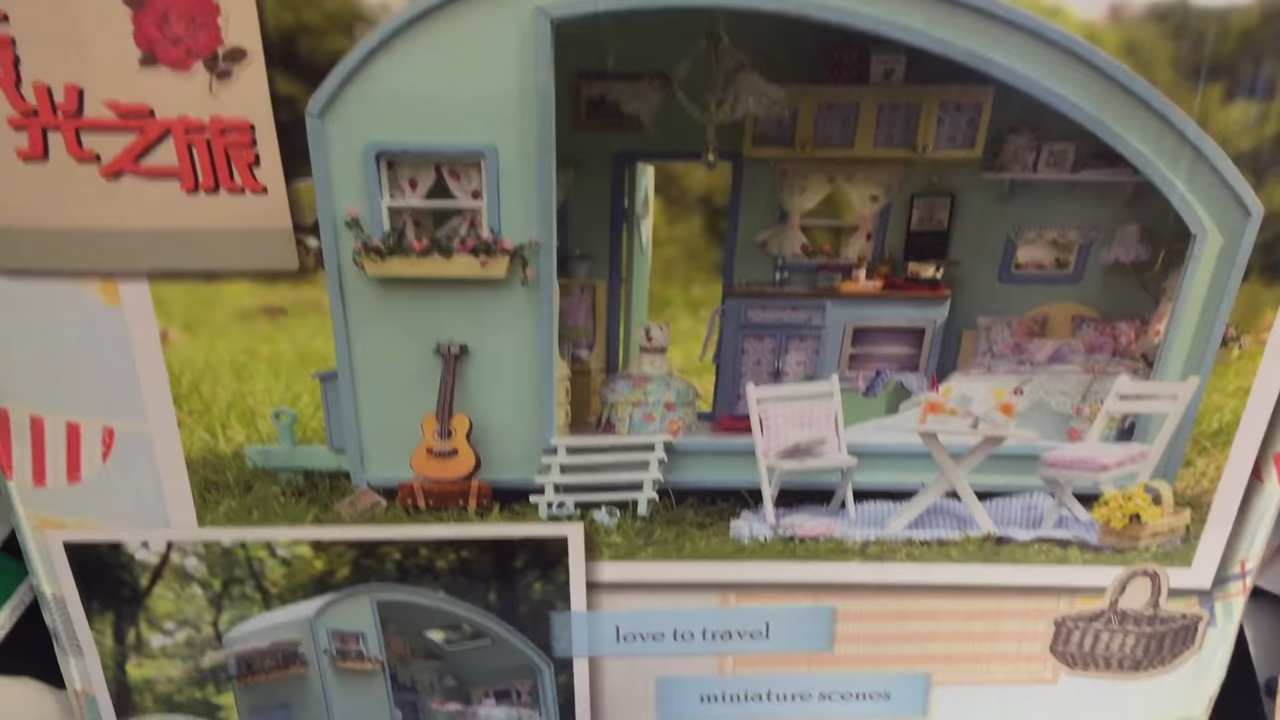 光之旅
love to travel
miniature scenes